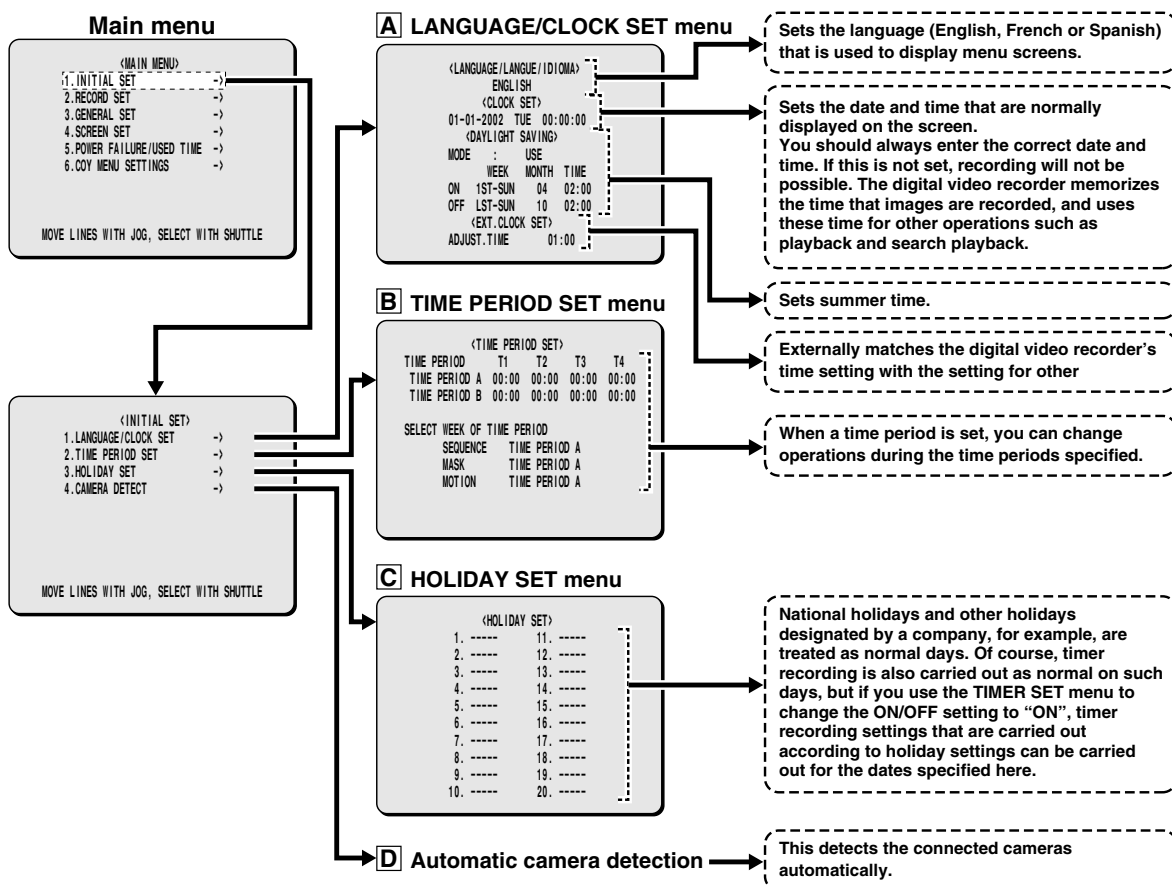 Main menu
<MAIN MENU>
1.INITIAL SET ->
2.RECORD SET ->
3.GENERAL SET ->
4.SCREEN SET ->
5.POWER FAILURE/USED TIME ->
6.COY MENU SETTINGS ->
MOVE LINES WITH JOG, SELECT WITH SHUTTLE
<INITIAL SET>
1.LANGUAGE/CLOCK SET ->
2.TIME PERIOD SET ->
3.HOLIDAY SET ->
4.CAMERA DETECT ->
MOVE LINES WITH JOG, SELECT WITH SHUTTLE
A LANGUAGE/CLOCK SET menu
<LANGUAGE/LANGUE/IDIOMA>
ENGLISH
<CLOCK SET>
01-01-2002 TUE 00:00:00
<DAYLIGHT SAVING>
MODE : USE
WEEK MONTH TIME
ON 1ST-SUN 04 02:00
OFF LST-SUN 10 02:00
<EXT.CLOCK SET>
ADJUST.TIME 01:00
Sets the language (English, French or Spanish)
that is used to display menu screens.
Sets the date and time that are normally
displayed on the screen.
You should always enter the correct date and
time. If this is not set, recording will not be
possible. The digital video recorder memorizes
the time that images are recorded, and uses
these time for other operations such as
playback and search playback.
Sets summer time.
Externally matches the digital video recorder's
time setting with the setting for other
B TIME PERIOD SET menu
<TIME PERIOD SET>
TIME PERIOD T1 T2 T3 T4
TIME PERIOD A 00:00 00:00 00:00 00:00
TIME PERIOD B 00:00 00:00 00:00 00:00
SELECT WEEK OF TIME PERIOD
SEQUENCE TIME PERIOD A
MASK TIME PERIOD A
MOTION TIME PERIOD A
When a time period is set, you can change
operations during the time periods specified.
C HOLIDAY SET menu
<HOLIDAY SET>
1. ----- 11. -----
2. ----- 12. -----
3. ----- 13. -----
4. ----- 14. -----
5. ----- 15. -----
6. ----- 16. -----
7. ----- 17. -----
8. ----- 18. -----
9. ----- 19. -----
10. ----- 20. -----
National holidays and other holidays
designated by a company, for example, are
treated as normal days. Of course, timer
recording is also carried out as normal on such
days, but if you use the TIMER SET menu to
change the ON/OFF setting to “ON”, timer
recording settings that are carried out
according to holiday settings can be carried
out for the dates specified here.
D Automatic camera detection
This detects the connected cameras
automatically.